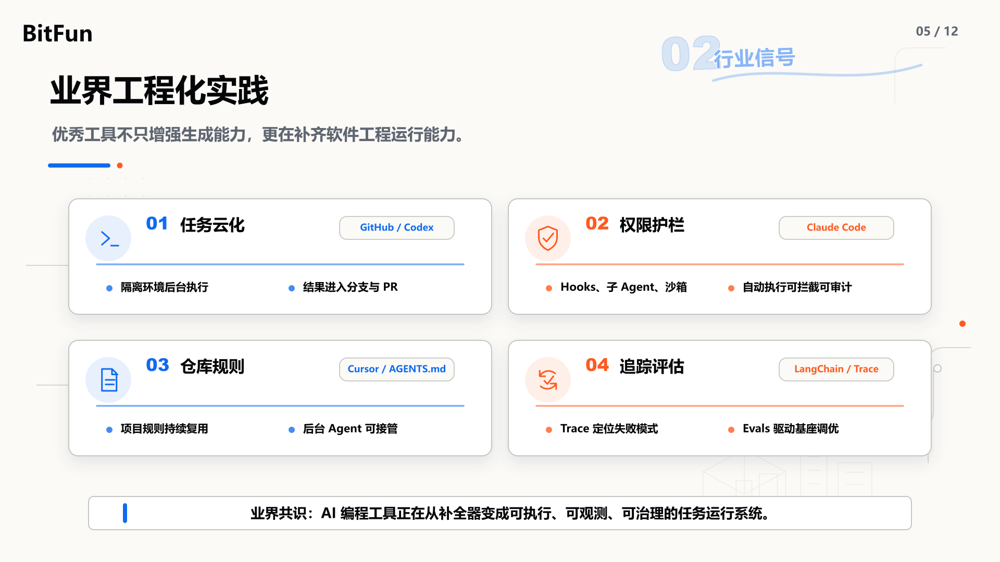 BitFun
05 / 12
02 行业信号
业界工程化实践
优秀工具不只增强生成能力，更在补齐软件工程运行能力。
01 任务云化
GitHub / Codex
隔离环境后台执行
结果进入分支与 PR
02 权限护栏
Claude Code
Hooks、子 Agent、沙箱
自动执行可拦截可审计
03 仓库规则
Cursor / AGENTS.md
项目规则持续复用
后台 Agent 可接管
04 追踪评估
LangChain / Trace
Trace 定位失败模式
Evals 驱动基座调优
业界共识：AI 编程工具正在从补全器变成可执行、可观测、可治理的任务运行系统。